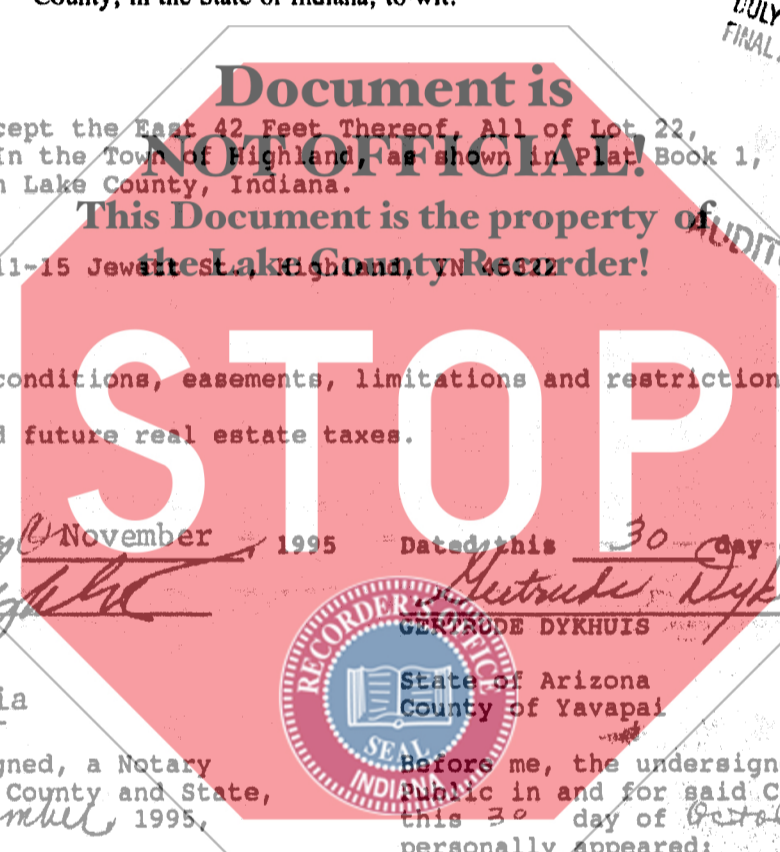 County, in the State of Indiana, to wit:
JULY
FINAL
Document is
cept the East 42 Feet Thereof, All of Lot 22,
NOT OFFICIAL!
In the Town of Highland, as shown in Plat Book 1,
n Lake County, Indiana.
This Document is the property of
AUDIT
the Lake County Recorder!
11-15 Jewett St., Highland, IN 46322
STOP
conditions, easements, limitations and restriction
d future real estate taxes.
November, 1995
Dated this 30 day
Gertrude Dyk
GERTRUDE DYKHUIS
RECORDER'S OFFICE
SEAL
INDIANA
State of Arizona
ia
County of Yavapai
gned, a Notary
Before me, the undersign
County and State,
Public in and for said C
mber 1995,
this 30 day of Octo
personally appeared: